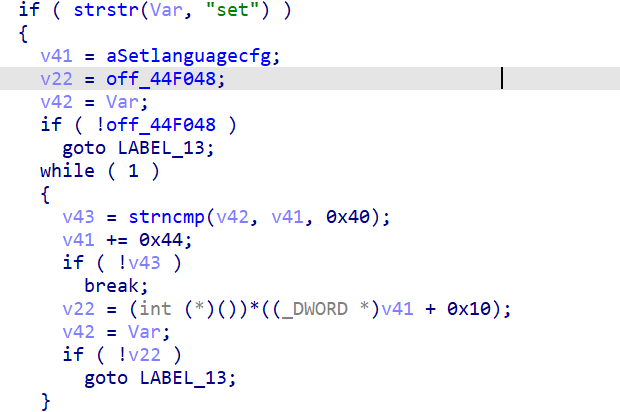 if ( strstr(Var, "set") )
{
v41 = aSetlanguagecfg;
v22 = off_44F048;
v42 = Var;
if ( !off_44F048 )
goto LABEL_13;
while ( 1 )
{
v43 = strncmp(v42, v41, 0x40);
v41 += 0x44;
if ( !v43 )
break;
v22 = (int (*)())*((_DWORD *)v41 + 0x10);
v42 = Var;
if ( !v22 )
goto LABEL_13;
}